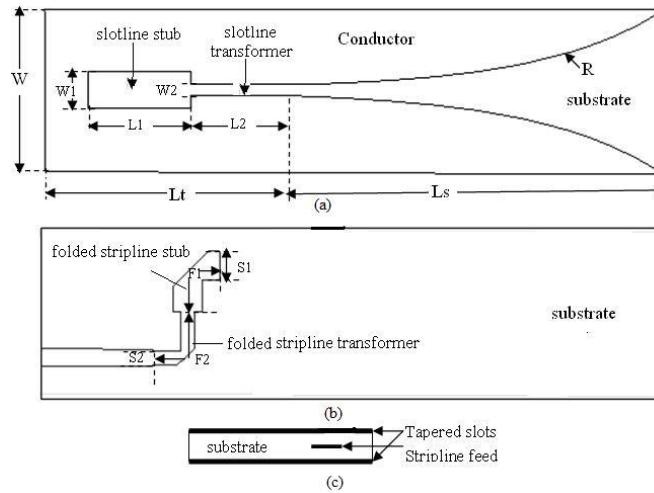 slotline stub
slotline
transformer
Conductor
R
substrate
W
W1
W2
L1
L2
Lt
Ls
(a)
folded stripline stub
F1
S1
substrate
folded stripline transformer
S2
F2
(b)
Tapered slots
substrate
Stripline feed
(c)